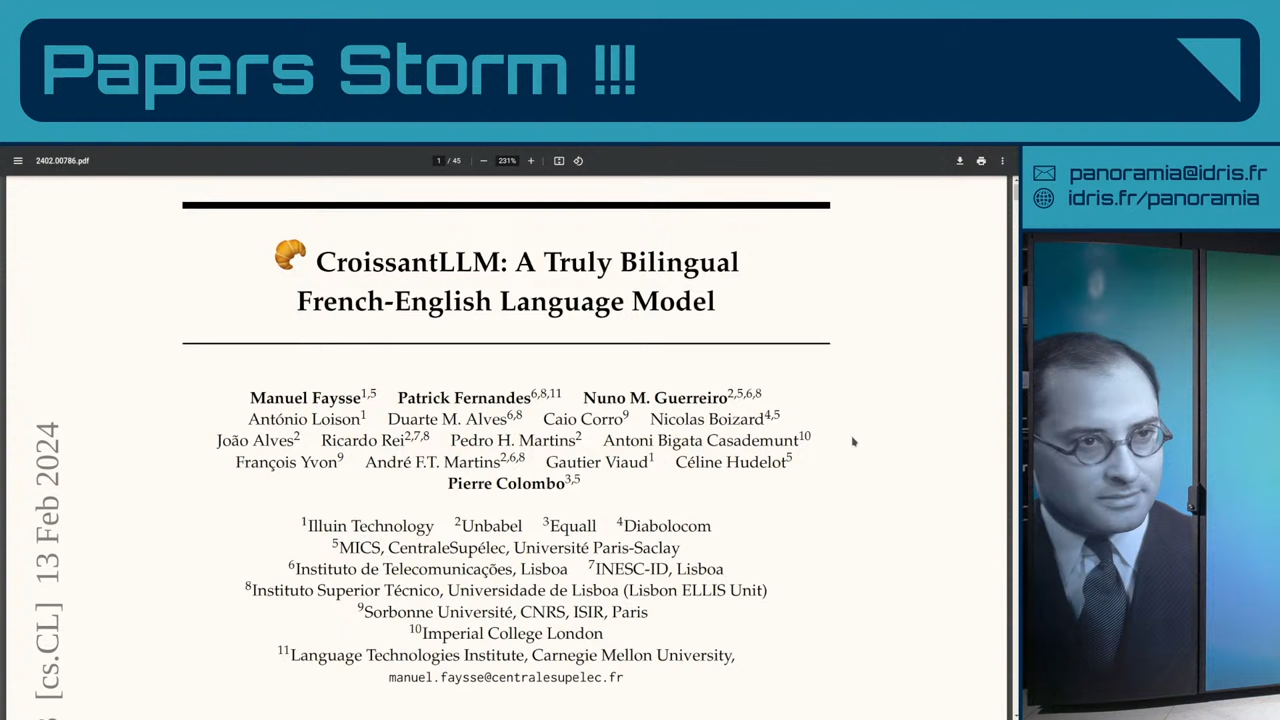 Papers Storm !!!
2402.00786.pdf
1 / 45
231%
panoramia@idris.fr
idris.fr/panoramia
CroissantLLM: A Truly Bilingual
French-English Language Model
Manuel Faysse1,5 Patrick Fernandes6,8,11 Nuno M. Guerreiro2,5,6,8
António Loison1 Duarte M. Alves6,8 Caio Corro9 Nicolas Boizard4,5
João Alves2 Ricardo Rei2,7,8 Pedro H. Martins2 Antoni Bigata Casademunt10
François Yvon9 André F.T. Martins2,6,8 Gautier Viaud1 Céline Hudelot5
Pierre Colombo3,5
1Illuin Technology 2Unbabel 3Equall 4Diabolocom
5MICS, CentraleSupélec, Université Paris-Saclay
6Instituto de Telecomunicações, Lisboa 7INESC-ID, Lisboa
8Instituto Superior Técnico, Universidade de Lisboa (Lisbon ELLIS Unit)
9Sorbonne Université, CNRS, ISIR, Paris
10Imperial College London
11Language Technologies Institute, Carnegie Mellon University,
manuel.faysse@centralesupelec.fr
[cs.CL] 13 Feb 2024